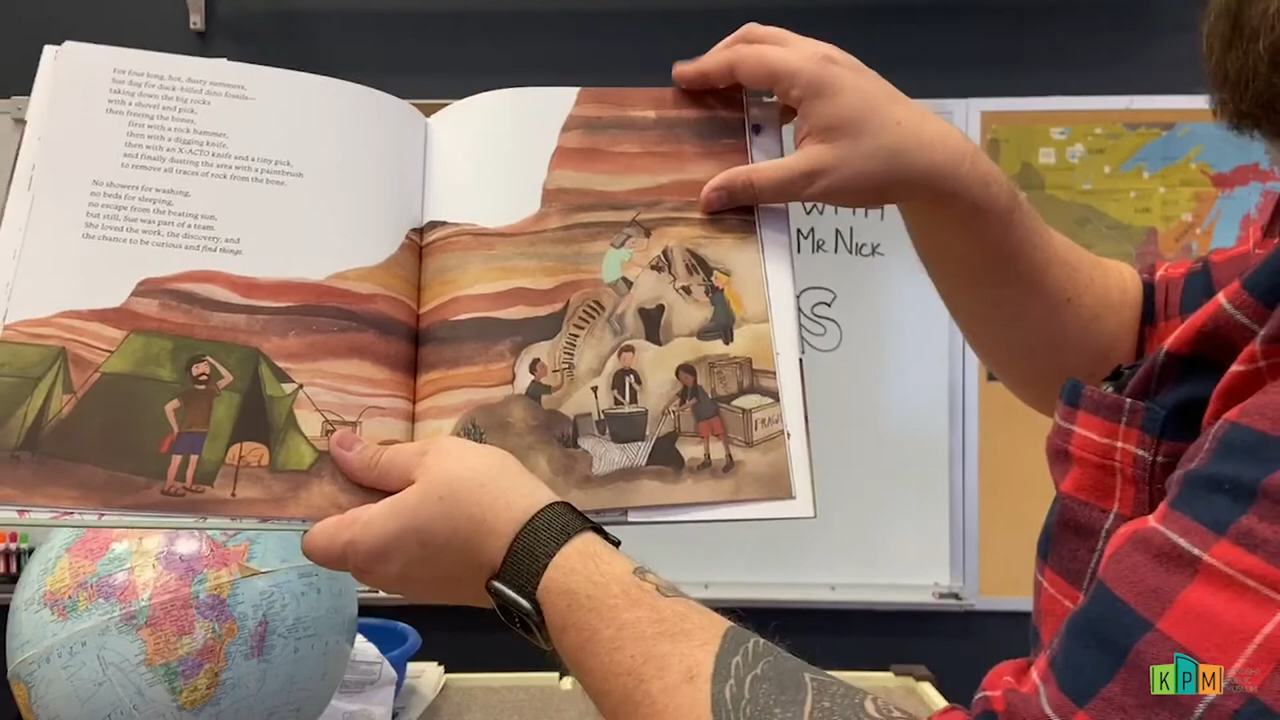 For four long, hot, dusty summers,
Sue dug for duck-billed dino fossils—
taking down the big rocks
with a shovel and pick,
then freeing the bones,
first with a rock hammer,
then with a digging knife,
then with an X-ACTO knife and a tiny pick,
and finally dusting the area with a paintbrush
to remove all traces of rock from the bone.
No showers for washing,
no beds for sleeping,
no escape from the beating sun,
but still, Sue was part of a team.
She loved the work, the discovery, and
the chance to be curious and find things.
WITH
MR NICK
S
KPM